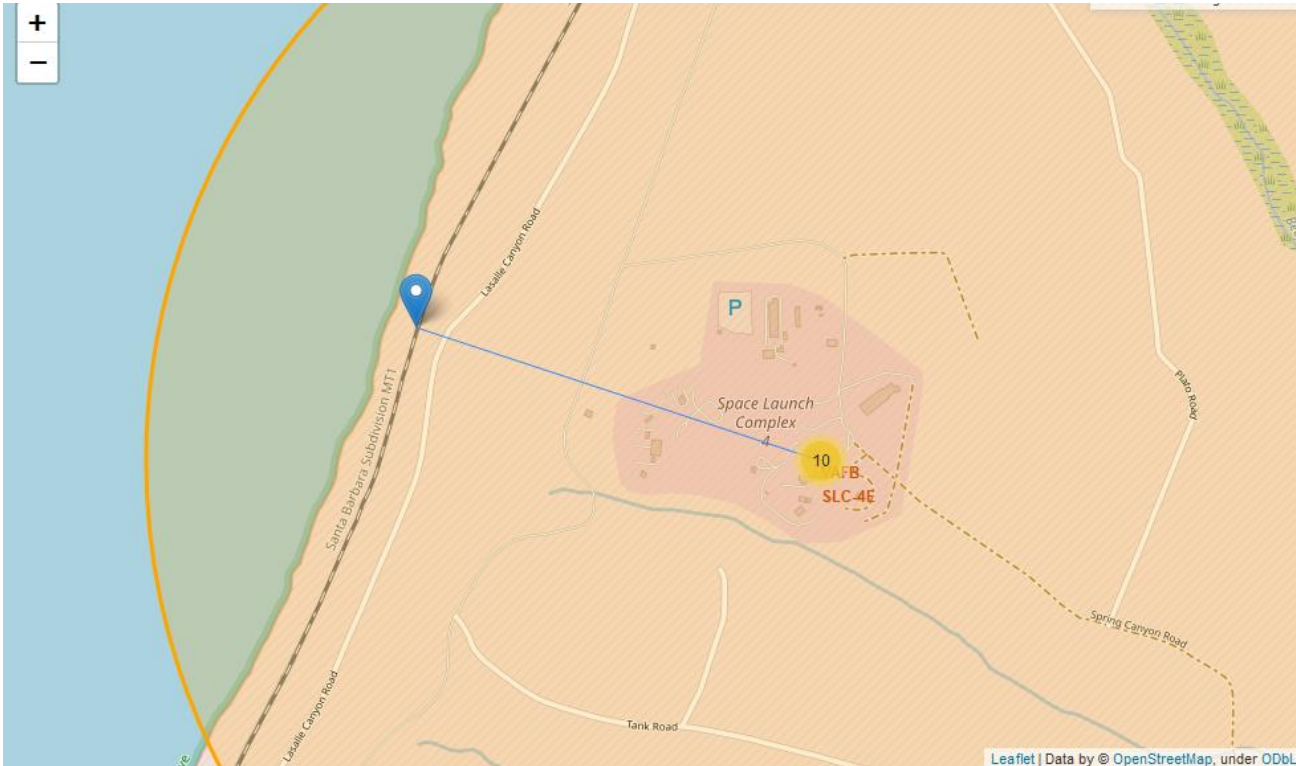 +
−
Lasalle Canyon Road
P
Santa Barbara Subdivision MT1
Plato Road
Space Launch
Complex
4
10
AFB
SLC-4E
Spring Canyon Road
Lasalle Canyon Road
Tank Road
Leaflet | Data by © OpenStreetMap, under ODbL